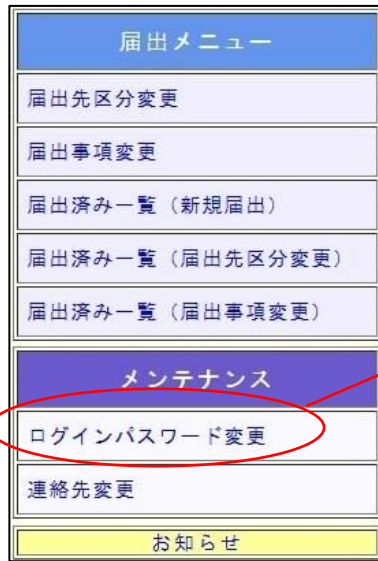 届出メニュー
届出先区分変更
届出事項変更
届出済み一覧（新規届出）
届出済み一覧（届出先区分変更）
届出済み一覧（届出事項変更）
メンテナンス
ログインパスワード変更
連絡先変更
お知らせ